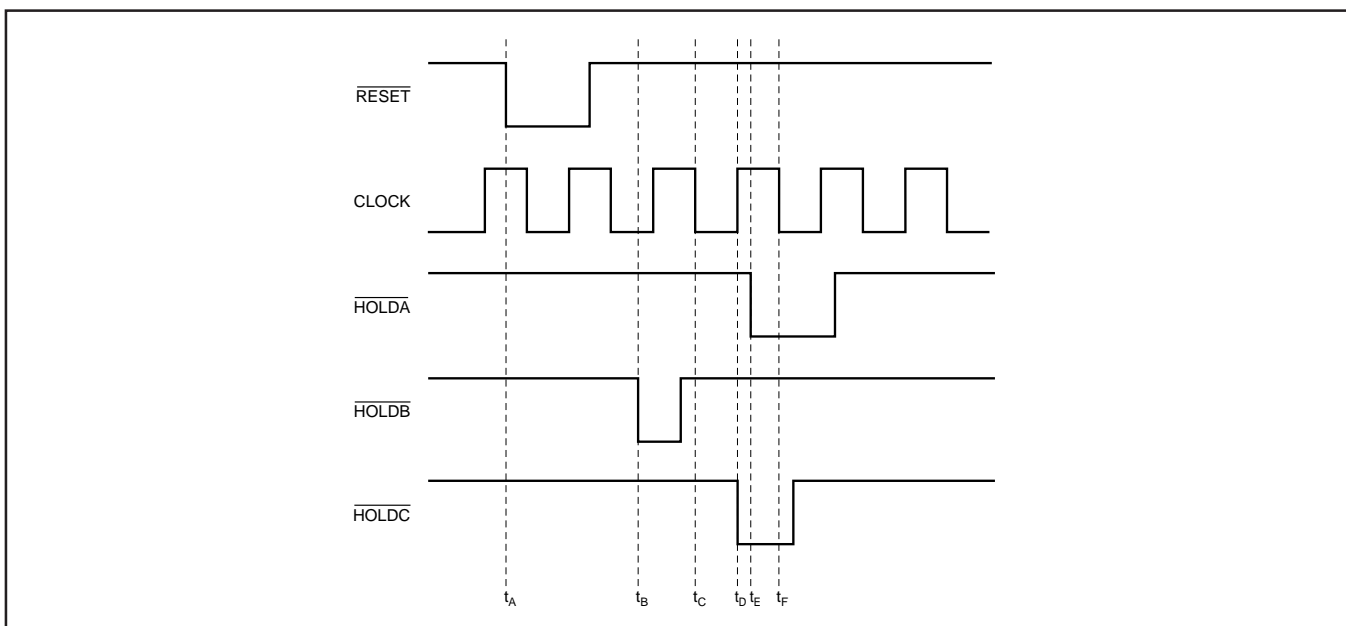 RESET
CLOCK
HOLDA
HOLDB
HOLDC
tA tB tC tD tE tF